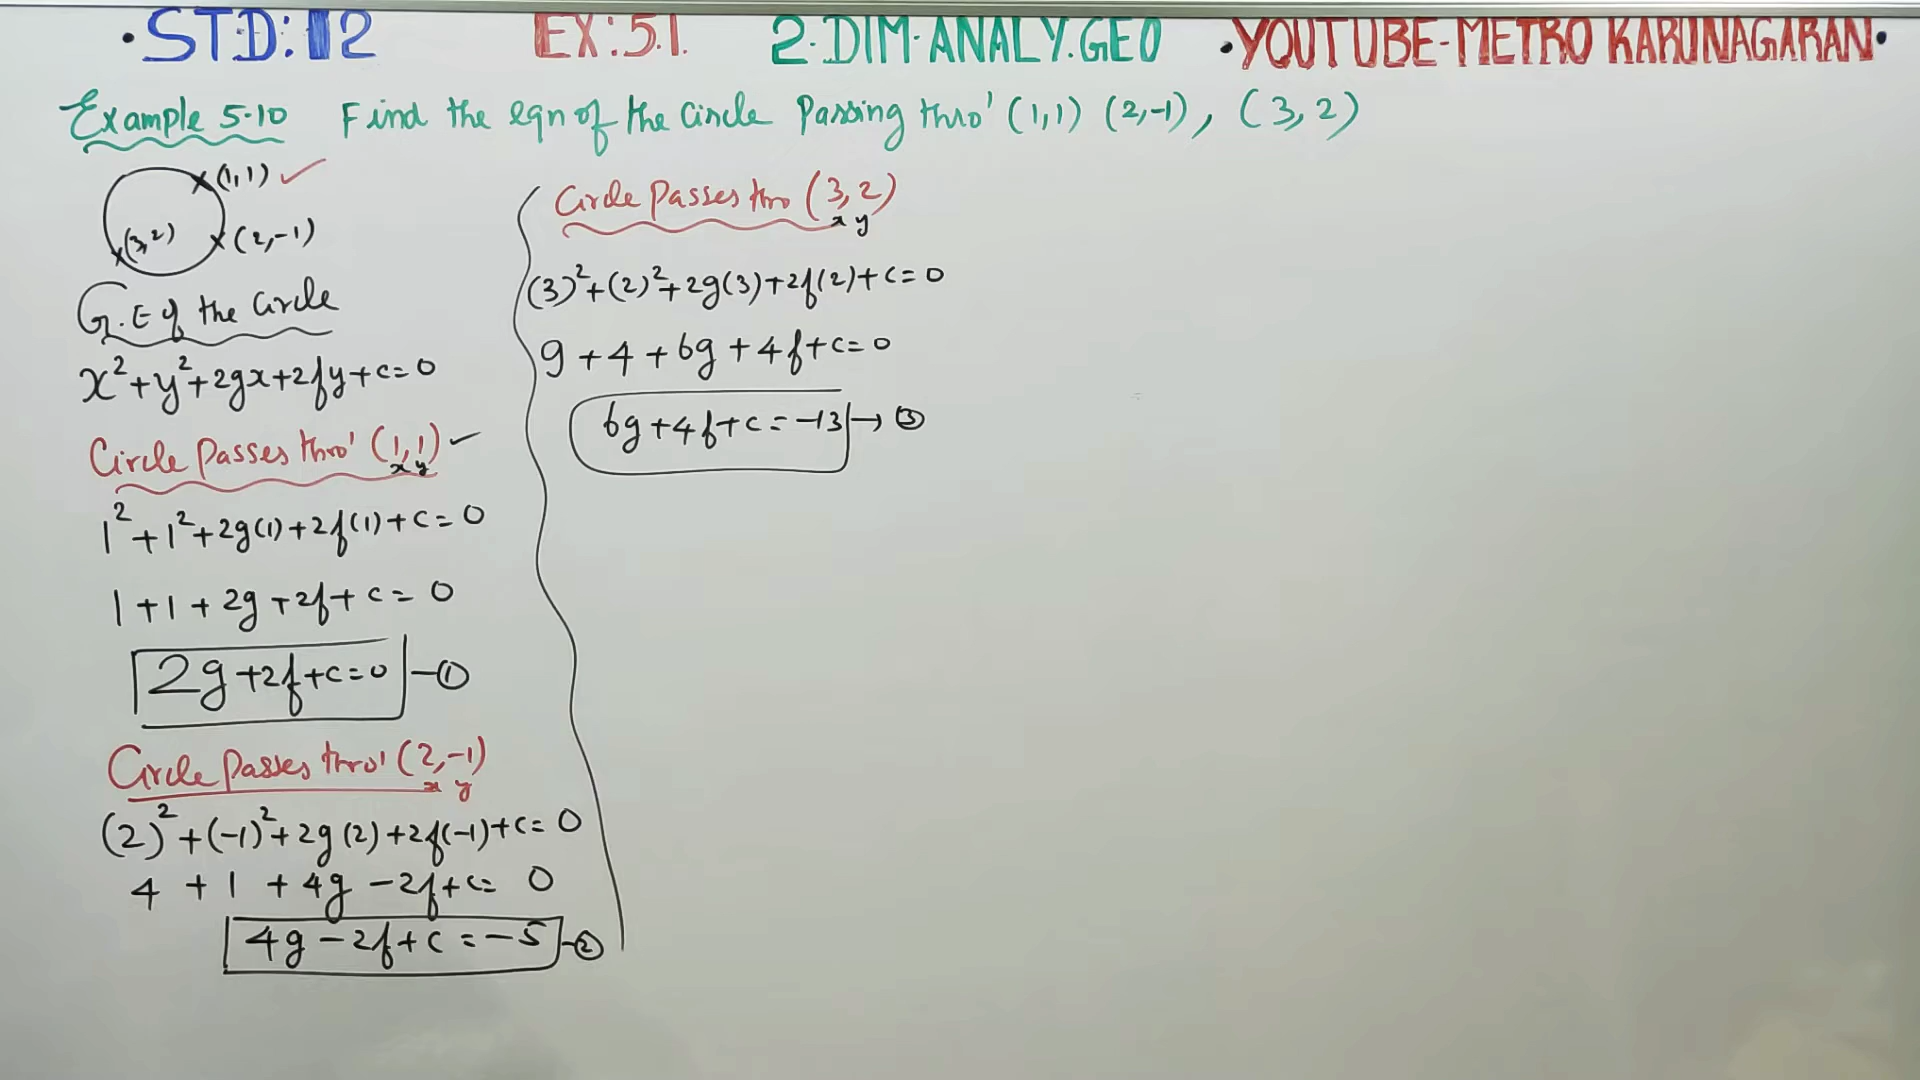 •STD: 12 EX: 5.1. 2-DIM-ANALY.GEO •YOUTUBE-METRO KARUNAGARAN•
Example 5.10 Find the eqn of the Circle Passing thro' (1,1) (2,-1), (3,2)
(1,1) ✓
(3,2) (2,-1)
G.E of the Circle
x²+y²+2gx+2fy+c=0
Circle Passes thro' (1,1) ✓
x y
1²+1²+2g(1)+2f(1)+c=0
1+1+2g+2f+c=0
2g+2f+c=0 —①
Circle Passes thro' (2,-1)
x y
(2)²+(-1)²+2g(2)+2f(-1)+c=0
4+1+4g-2f+c=0
4g-2f+c=-5 —②
Circle Passes thro (3,2)
x y
(3)²+(2)²+2g(3)+2f(2)+c=0
9+4+6g+4f+c=0
6g+4f+c=-13 → ③